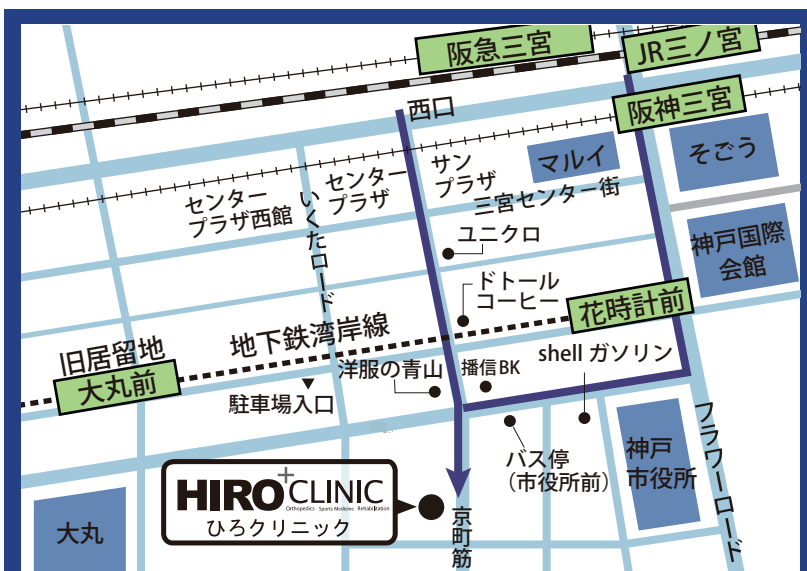 阪急三宮
JR三ノ宮
西口
阪神三宮
サン
プラザ
マルイ
そごう
センター
プラザ
センター
プラザ西館
いくたロード
三宮センター街
ユニクロ
神戸国際
会館
ドトール
コーヒー
花時計前
地下鉄湾岸線
旧居留地
大丸前
洋服の青山
播信BK
shell ガソリン
駐車場入口
フラワーロード
バス停
(市役所前)
神戸
市役所
HIRO+CLINIC
Orthopedics Sports Medicine Rehabilitation
ひろクリニック
京町筋
大丸